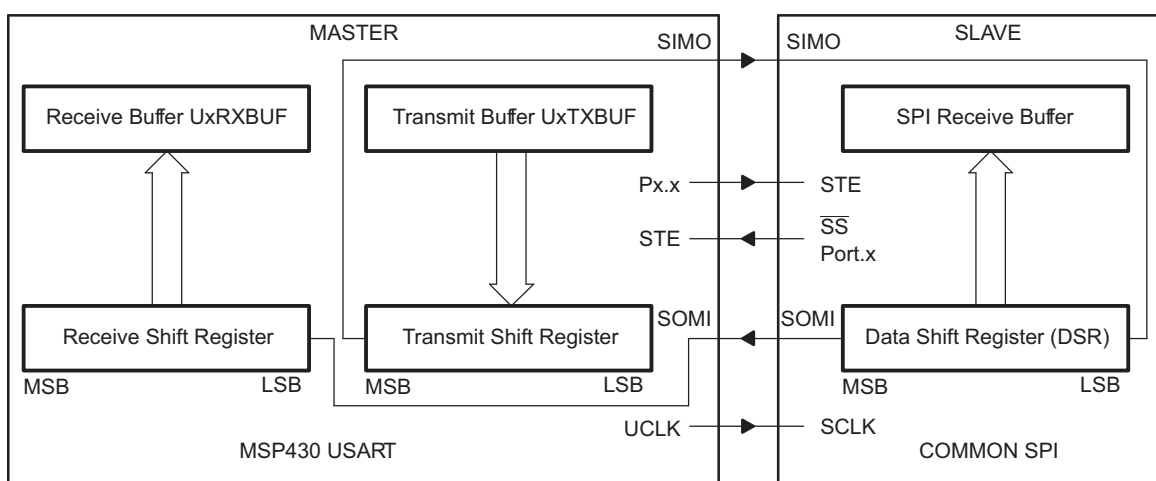 MASTER
SLAVE
SIMO
SIMO
Receive Buffer UxRXBUF
Transmit Buffer UxTXBUF
SPI Receive Buffer
Px.x
STE
STE
SS
Port.x
SOMI
SOMI
Receive Shift Register
Transmit Shift Register
Data Shift Register (DSR)
MSB
LSB
MSB
LSB
MSB
LSB
UCLK
SCLK
MSP430 USART
COMMON SPI